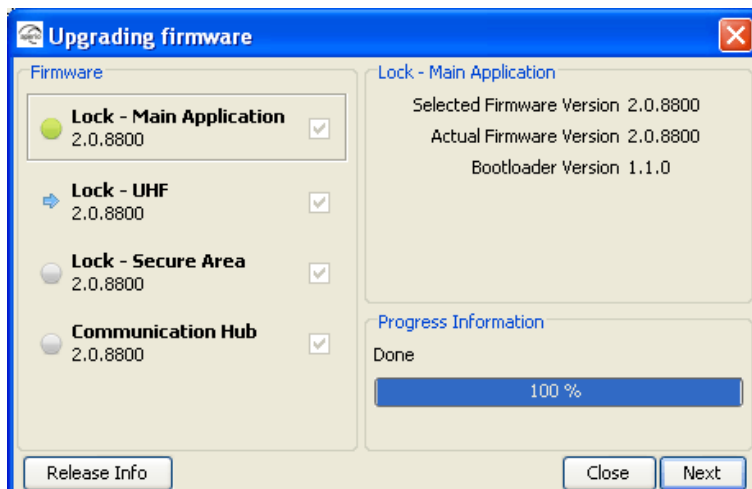 Upgrading firmware
Firmware
Lock - Main Application
2.0.8800
Lock - UHF
2.0.8800
Lock - Secure Area
2.0.8800
Communication Hub
2.0.8800
Lock - Main Application
Selected Firmware Version 2.0.8800
Actual Firmware Version 2.0.8800
Bootloader Version 1.1.0
Progress Information
Done
100 %
Release Info
Close
Next